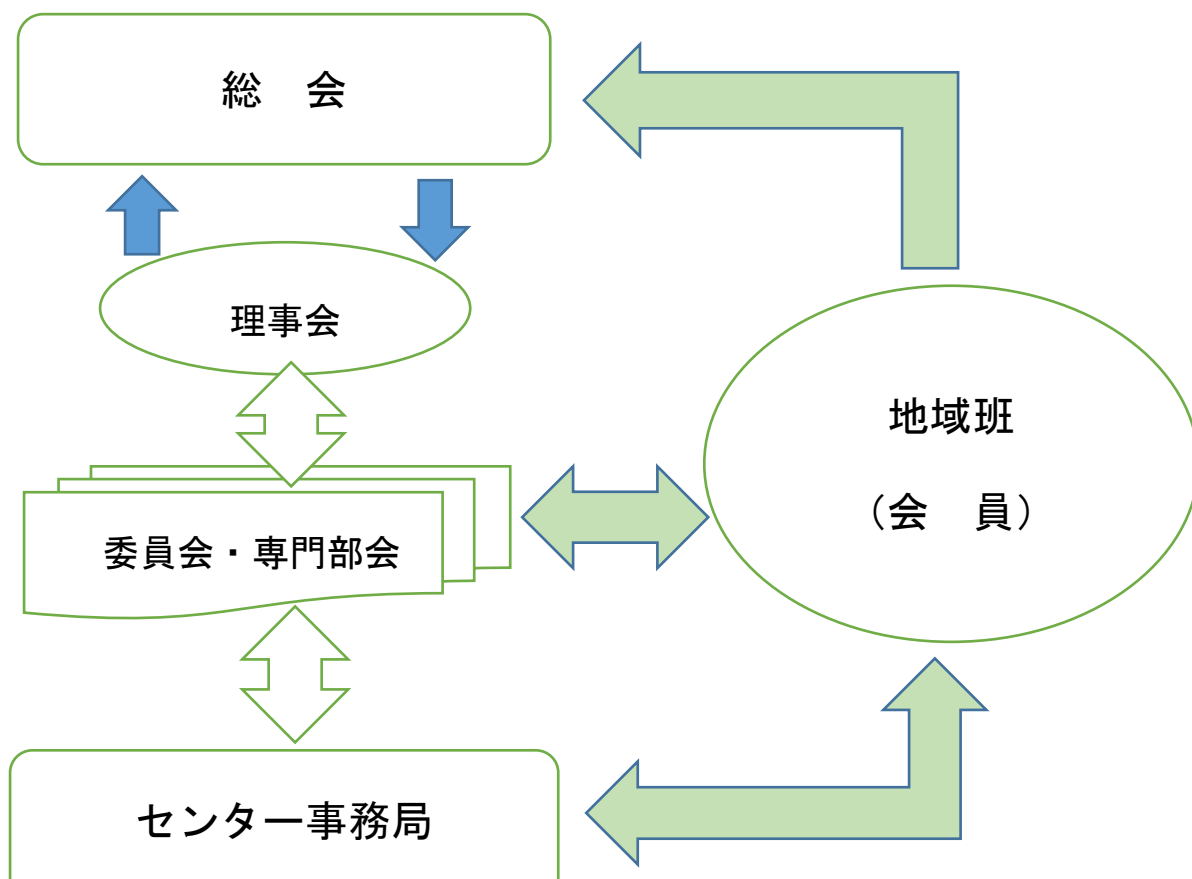 総　会
理事会
委員会・専門部会
センター事務局
地域班
（会　員）